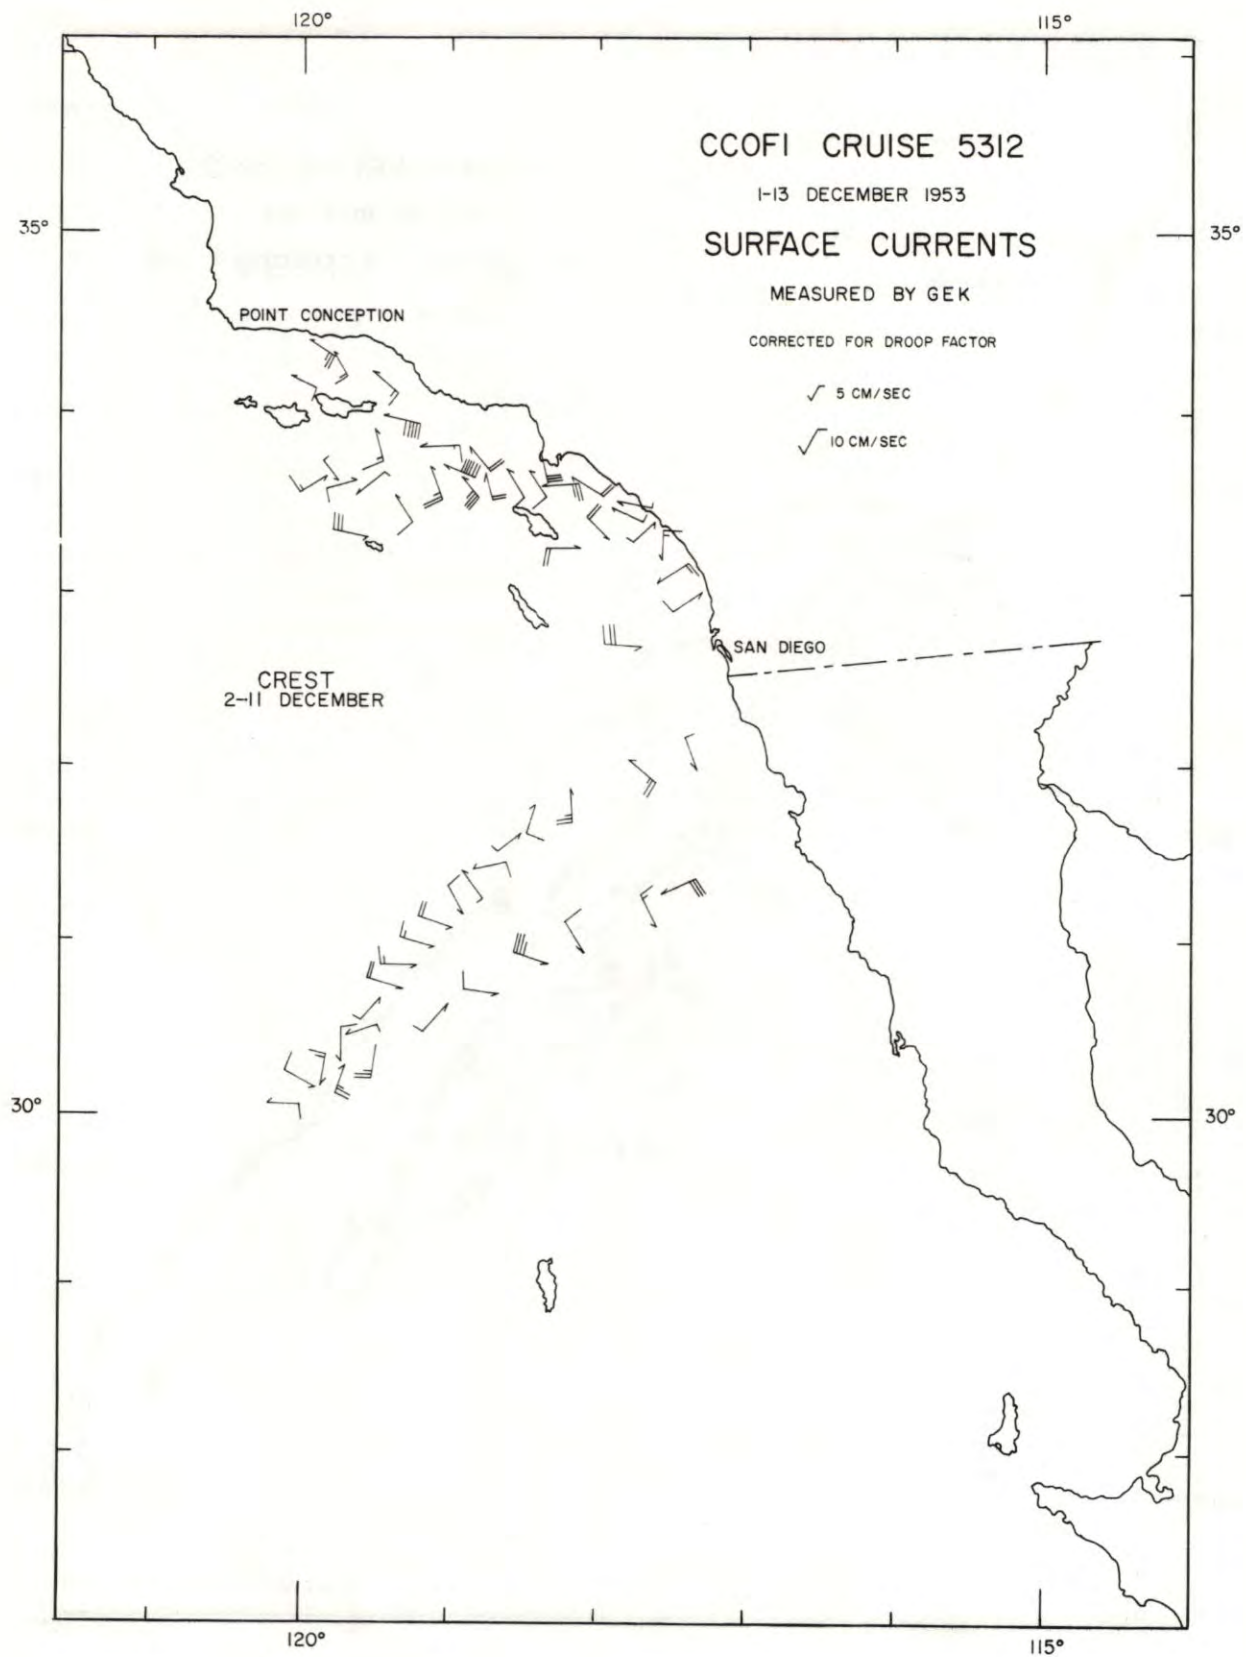 120° 115°
CCOFI CRUISE 5312
1-13 DECEMBER 1953
35° SURFACE CURRENTS 35°
MEASURED BY GEK
POINT CONCEPTION
CORRECTED FOR DROOP FACTOR
5 CM/SEC
10 CM/SEC
SAN DIEGO
CREST
2-11 DECEMBER
30° 30°
120° 115°